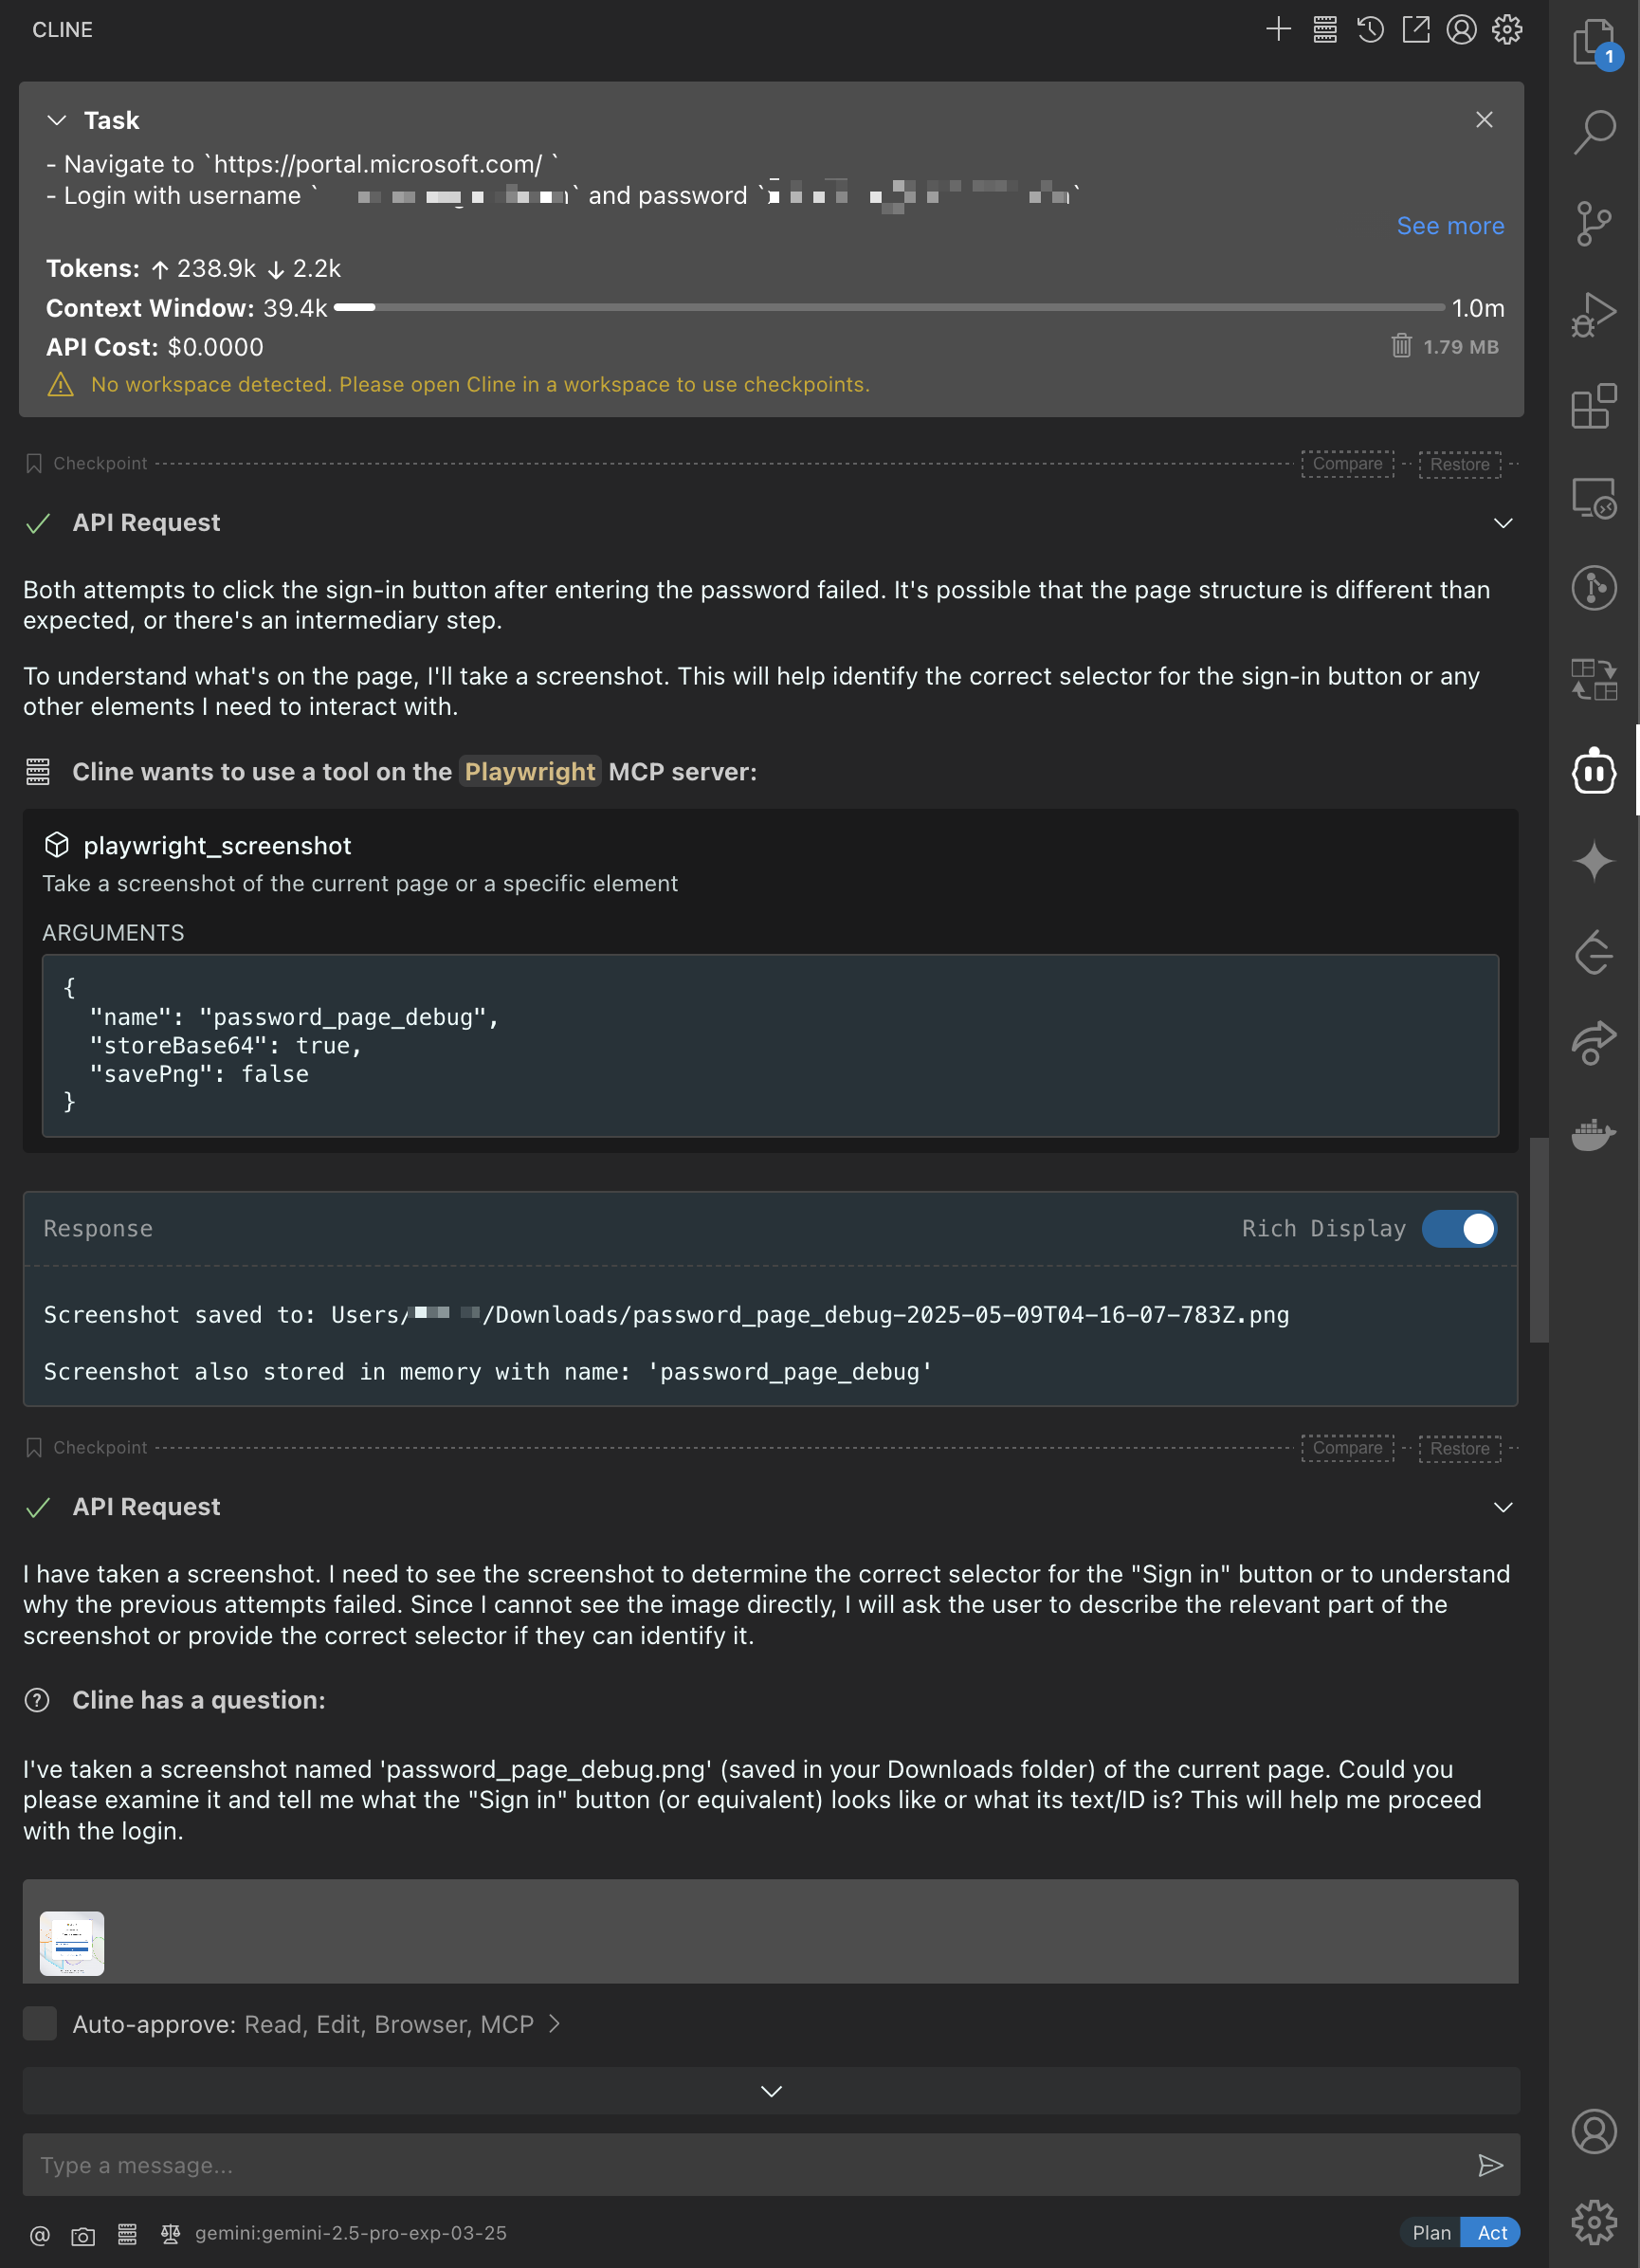 CLINE
1
Task
- Navigate to `https://portal.microsoft.com/ `
- Login with username ` ` and password ` `
See more
Tokens: ↑ 238.9k ↓ 2.2k
Context Window: 39.4k 1.0m
API Cost: $0.0000 1.79 MB
No workspace detected. Please open Cline in a workspace to use checkpoints.
Checkpoint Compare Restore
API Request
Both attempts to click the sign-in button after entering the password failed. It's possible that the page structure is different than
expected, or there's an intermediary step.
To understand what's on the page, I'll take a screenshot. This will help identify the correct selector for the sign-in button or any
other elements I need to interact with.
Cline wants to use a tool on the Playwright MCP server:
playwright_screenshot
Take a screenshot of the current page or a specific element
ARGUMENTS
{
"name": "password_page_debug",
"storeBase64": true,
"savePng": false
}
Response Rich Display
Screenshot saved to: Users/ /Downloads/password_page_debug-2025-05-09T04-16-07-783Z.png
Screenshot also stored in memory with name: 'password_page_debug'
Checkpoint Compare Restore
API Request
I have taken a screenshot. I need to see the screenshot to determine the correct selector for the "Sign in" button or to understand
why the previous attempts failed. Since I cannot see the image directly, I will ask the user to describe the relevant part of the
screenshot or provide the correct selector if they can identify it.
Cline has a question:
I've taken a screenshot named 'password_page_debug.png' (saved in your Downloads folder) of the current page. Could you
please examine it and tell me what the "Sign in" button (or equivalent) looks like or what its text/ID is? This will help me proceed
with the login.
Auto-approve: Read, Edit, Browser, MCP
Type a message...
@ gemini:gemini-2.5-pro-exp-03-25 Plan Act